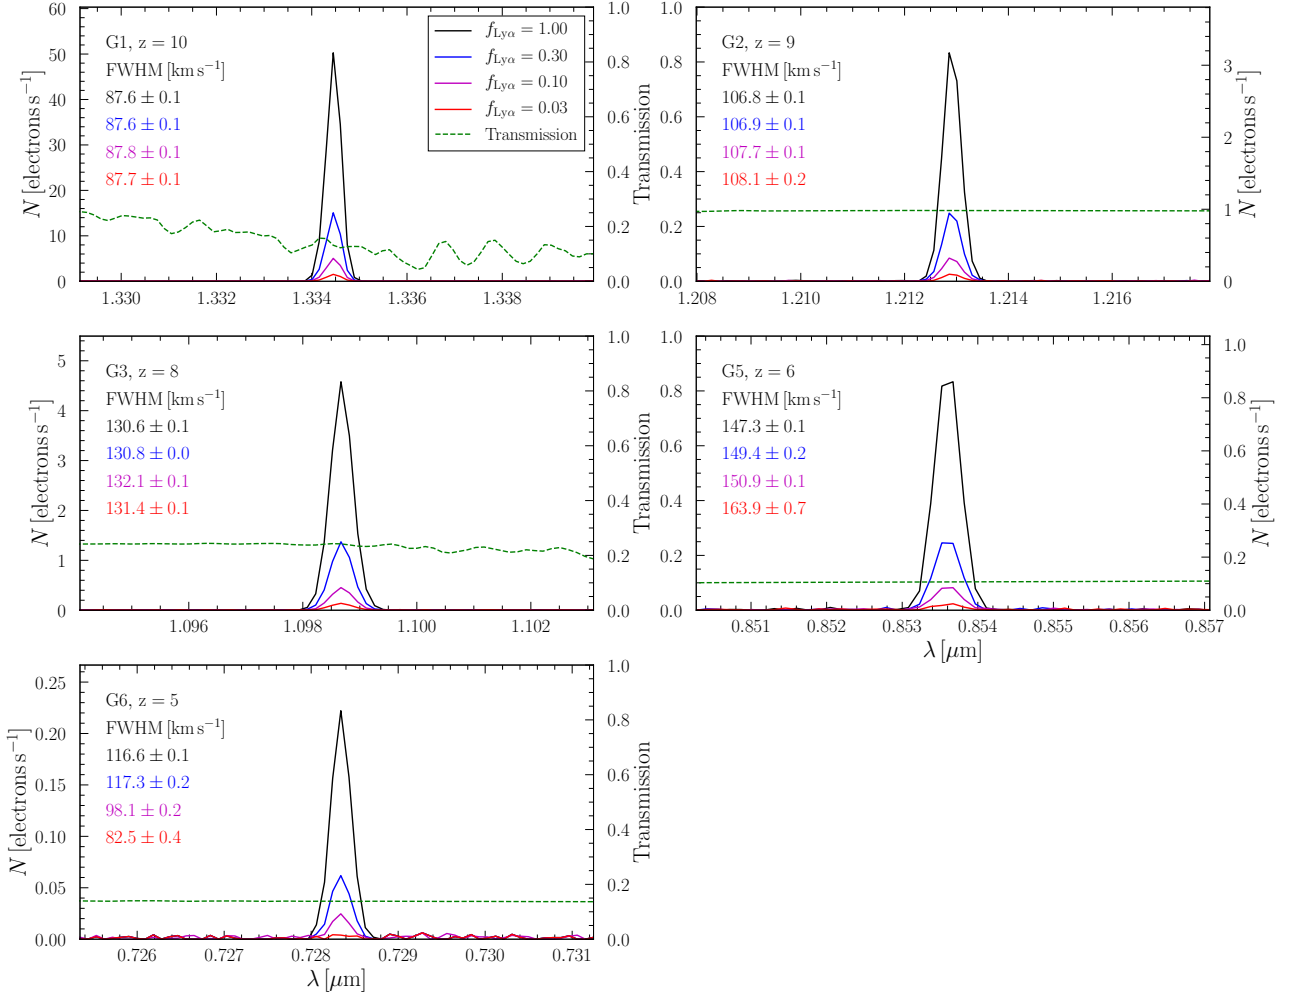 G1, z = 10
FWHM [km s⁻¹]
87.6 ± 0.1
87.6 ± 0.1
87.8 ± 0.1
87.7 ± 0.1
f_Lyα = 1.00
f_Lyα = 0.30
f_Lyα = 0.10
f_Lyα = 0.03
Transmission
N [electrons s⁻¹]
60
50
40
30
20
10
0
1.330 1.332 1.334 1.336 1.338
1.0
0.8
0.6
0.4
0.2
0.0
Transmission
G2, z = 9
FWHM [km s⁻¹]
106.8 ± 0.1
106.9 ± 0.1
107.7 ± 0.1
108.1 ± 0.2
1.0
0.8
0.6
0.4
0.2
0.0
1.208 1.210 1.212 1.214 1.216
3
2
1
0
N [electrons s⁻¹]
G3, z = 8
FWHM [km s⁻¹]
130.6 ± 0.1
130.8 ± 0.0
132.1 ± 0.1
131.4 ± 0.1
N [electrons s⁻¹]
5
4
3
2
1
0
1.096 1.098 1.100 1.102
1.0
0.8
0.6
0.4
0.2
0.0
Transmission
G5, z = 6
FWHM [km s⁻¹]
147.3 ± 0.1
149.4 ± 0.2
150.9 ± 0.1
163.9 ± 0.7
1.0
0.8
0.6
0.4
0.2
0.0
0.851 0.852 0.853 0.854 0.855 0.856 0.857
λ [μm]
1.0
0.8
0.6
0.4
0.2
0.0
N [electrons s⁻¹]
G6, z = 5
FWHM [km s⁻¹]
116.6 ± 0.1
117.3 ± 0.2
98.1 ± 0.2
82.5 ± 0.4
N [electrons s⁻¹]
0.25
0.20
0.15
0.10
0.05
0.00
0.726 0.727 0.728 0.729 0.730 0.731
λ [μm]
1.0
0.8
0.6
0.4
0.2
0.0
Transmission